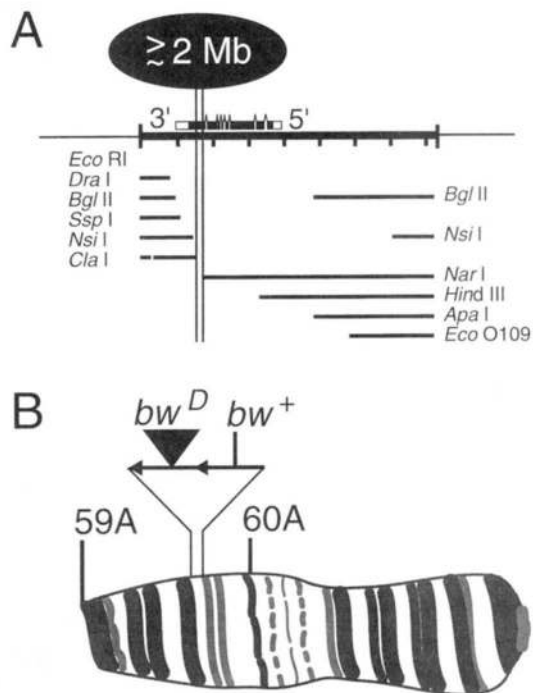 A
≳ 2 Mb
3' 5'
Eco RI
Dra I
Bgl II Bgl II
Ssp I
Nsi I Nsi I
Cla I
Nar I
Hind III
Apa I
Eco O109
B
bw D bw +
59A 60A